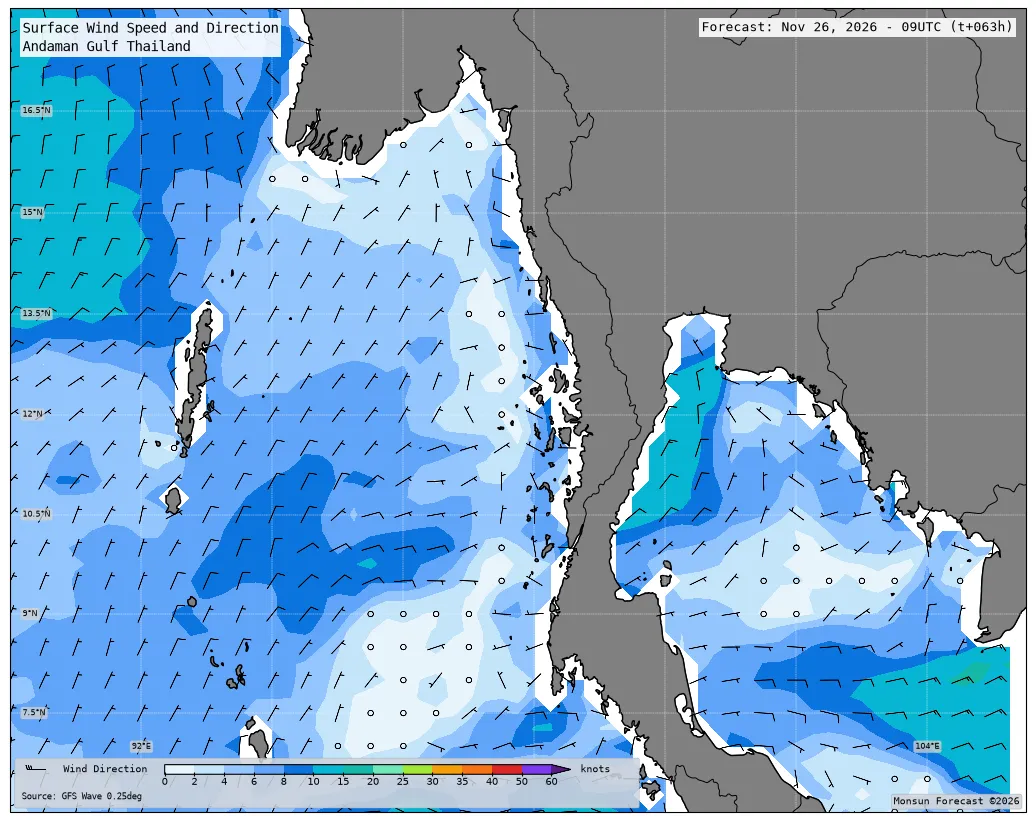 Surface Wind Speed and Direction
Andaman Gulf Thailand
Forecast: Nov 26, 2026 - 09UTC (t+063h)
16.5°N
15°N
13.5°N
12°N
10.5°N
9°N
7.5°N
92°E
104°E
Wind Direction
0 2 4 6 8 10 15 20 25 30 35 40 50 60
knots
Source: GFS Wave 0.25deg
Monsun Forecast ©2026